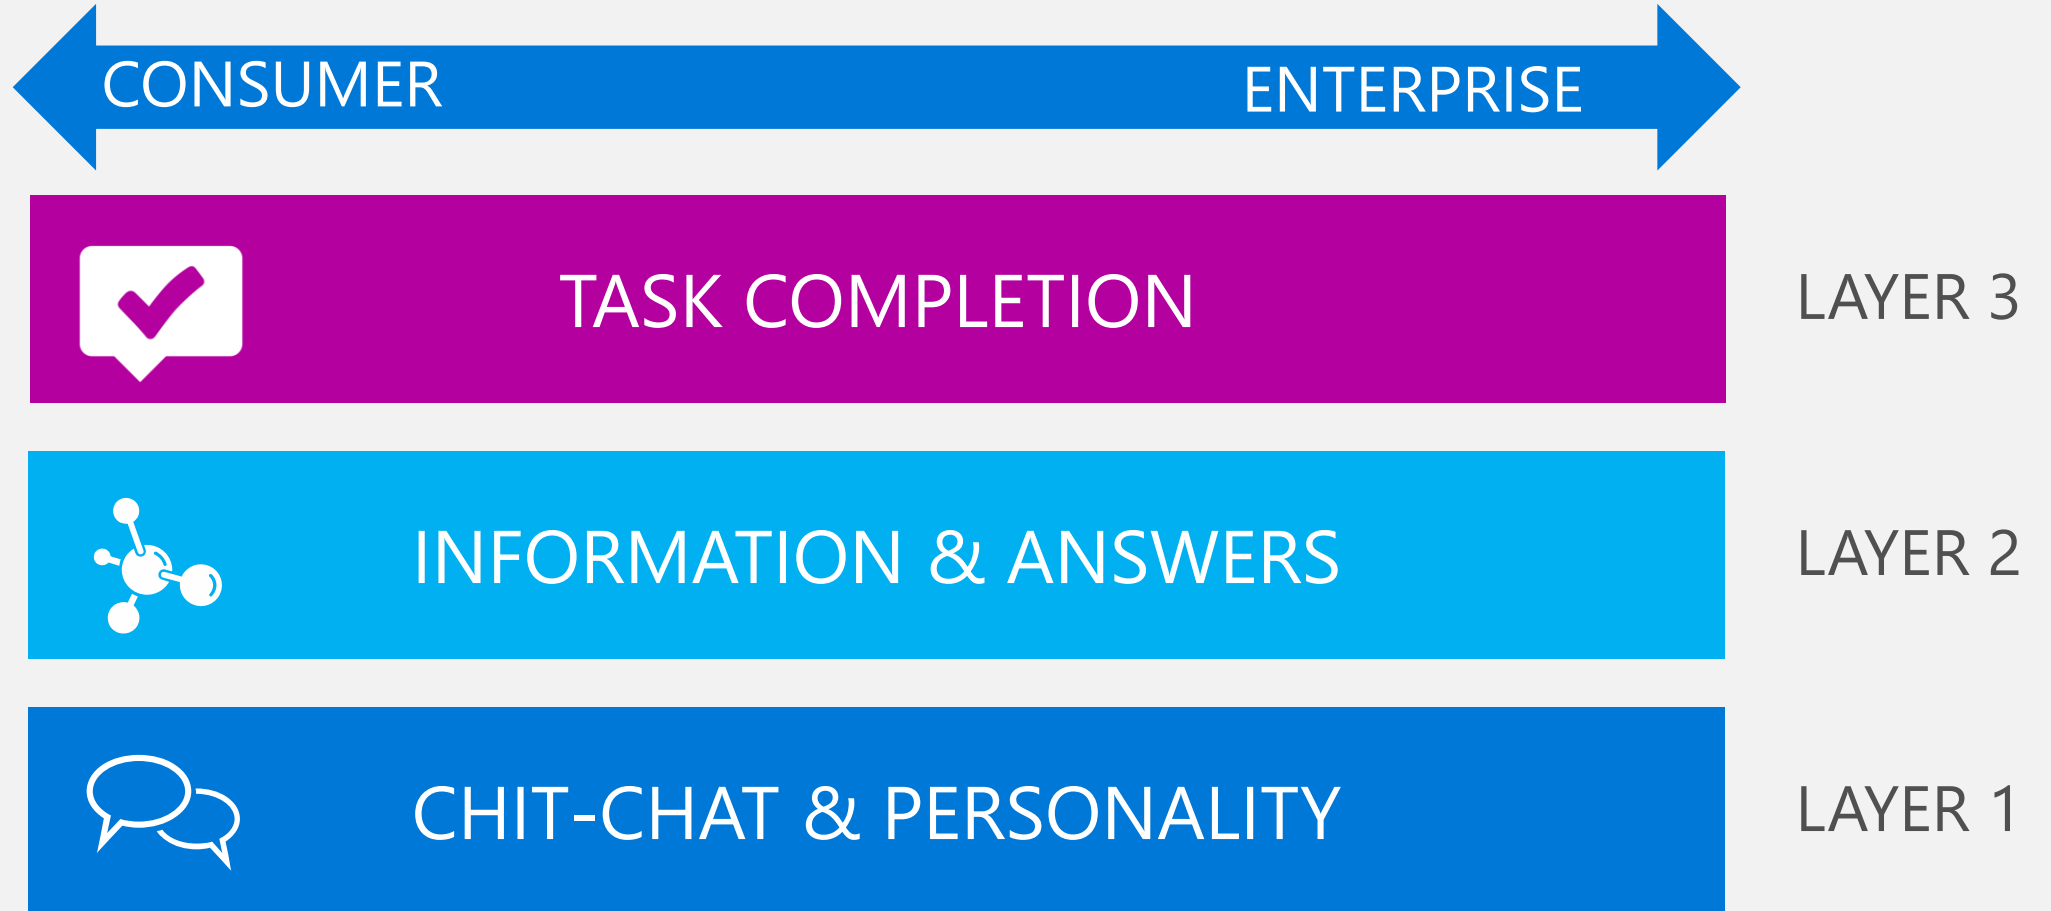 CONSUMER ENTERPRISE
TASK COMPLETION LAYER 3
INFORMATION & ANSWERS LAYER 2
CHIT-CHAT & PERSONALITY LAYER 1